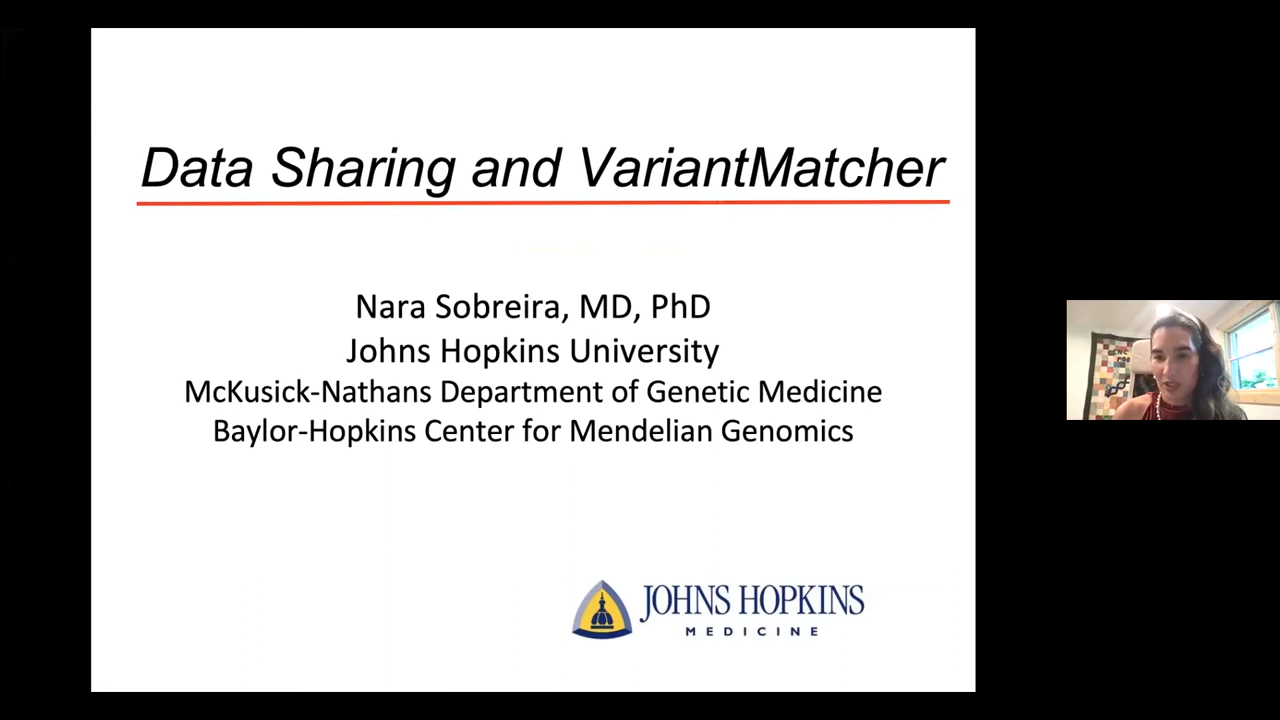 Data Sharing and VariantMatcher
Nara Sobreira, MD, PhD
Johns Hopkins University
McKusick-Nathans Department of Genetic Medicine
Baylor-Hopkins Center for Mendelian Genomics
JOHNS HOPKINS
MEDICINE